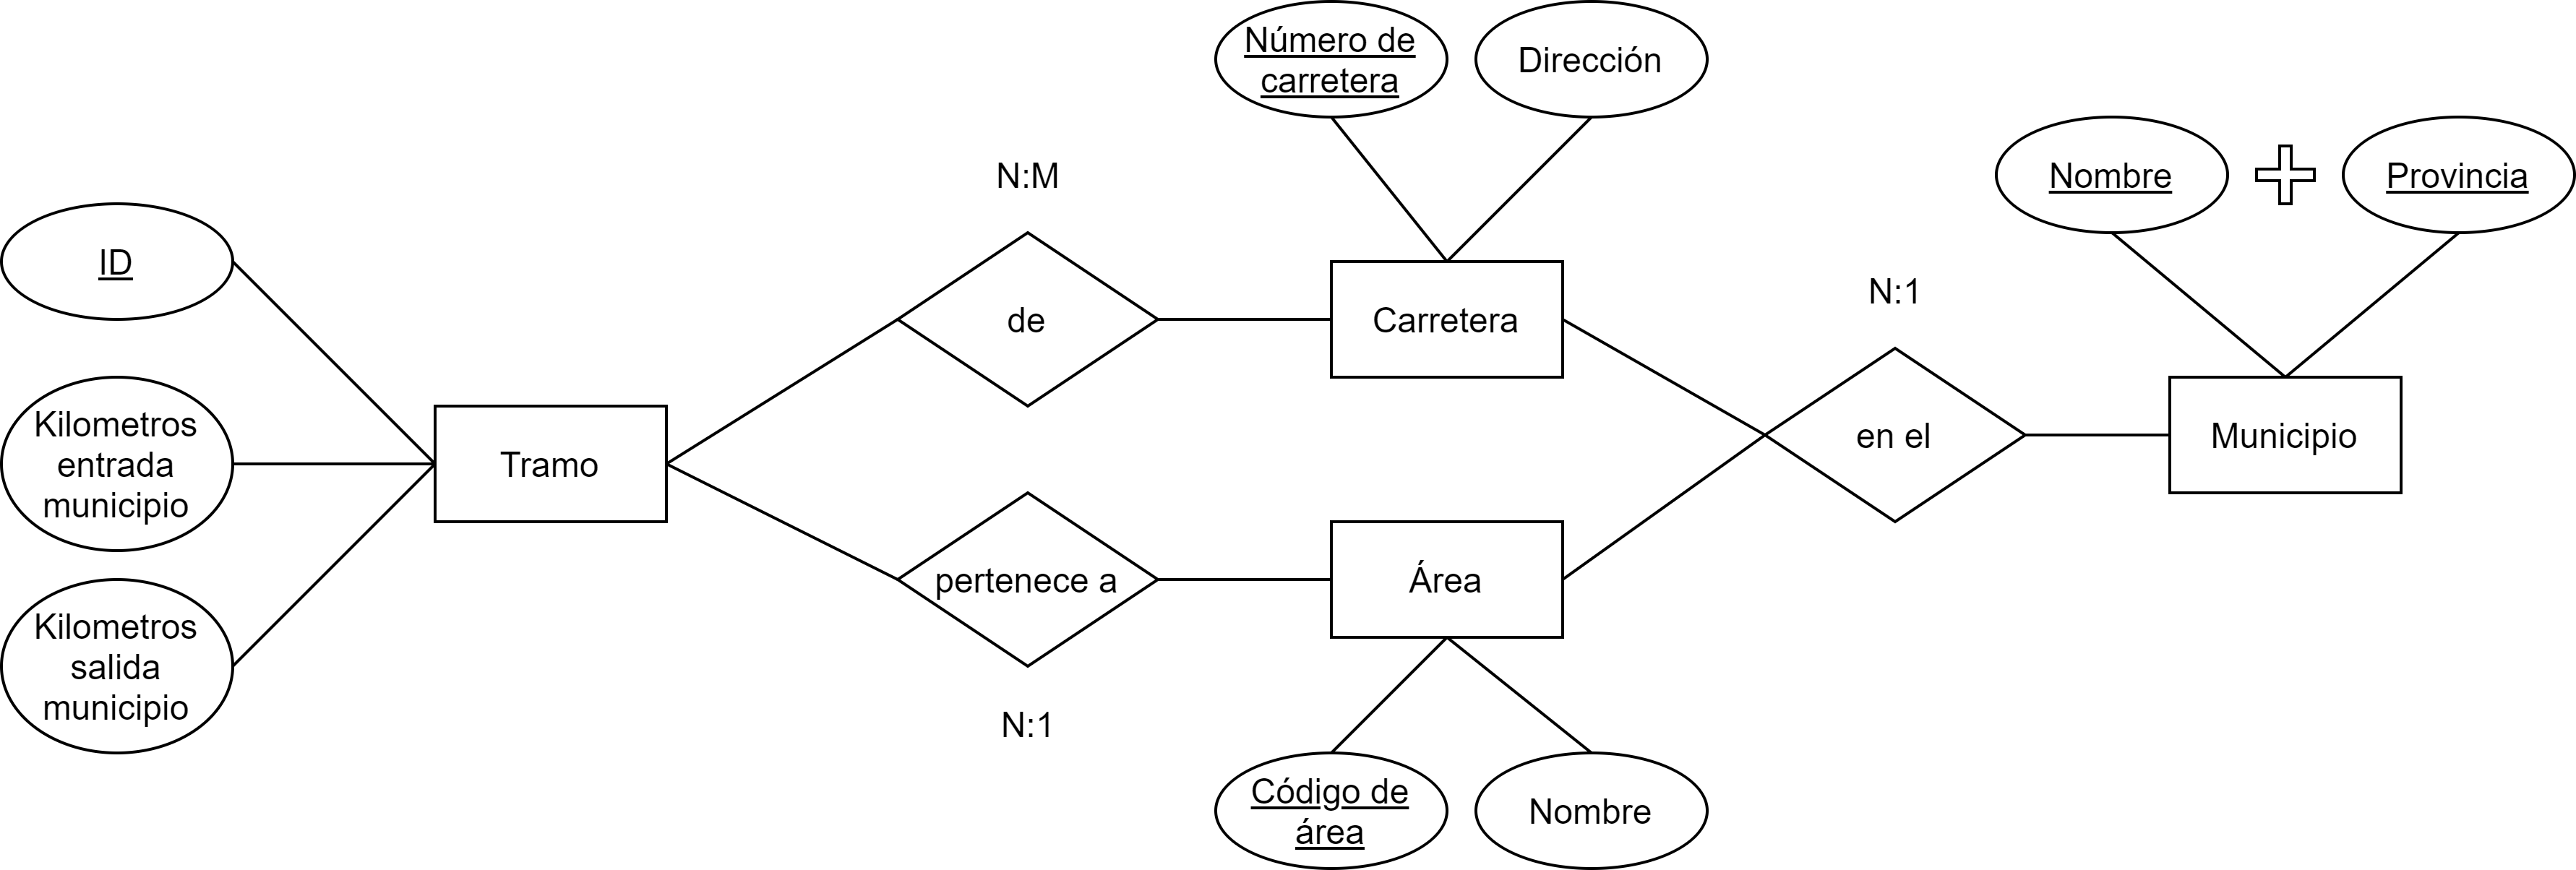 Número de
carretera
Dirección
N:M
Nombre
Provincia
ID
de
Carretera
N:1
Kilometros
entrada
municipio
Tramo
en el
Municipio
pertenece a
Área
Kilometros
salida
municipio
N:1
Código de
área
Nombre